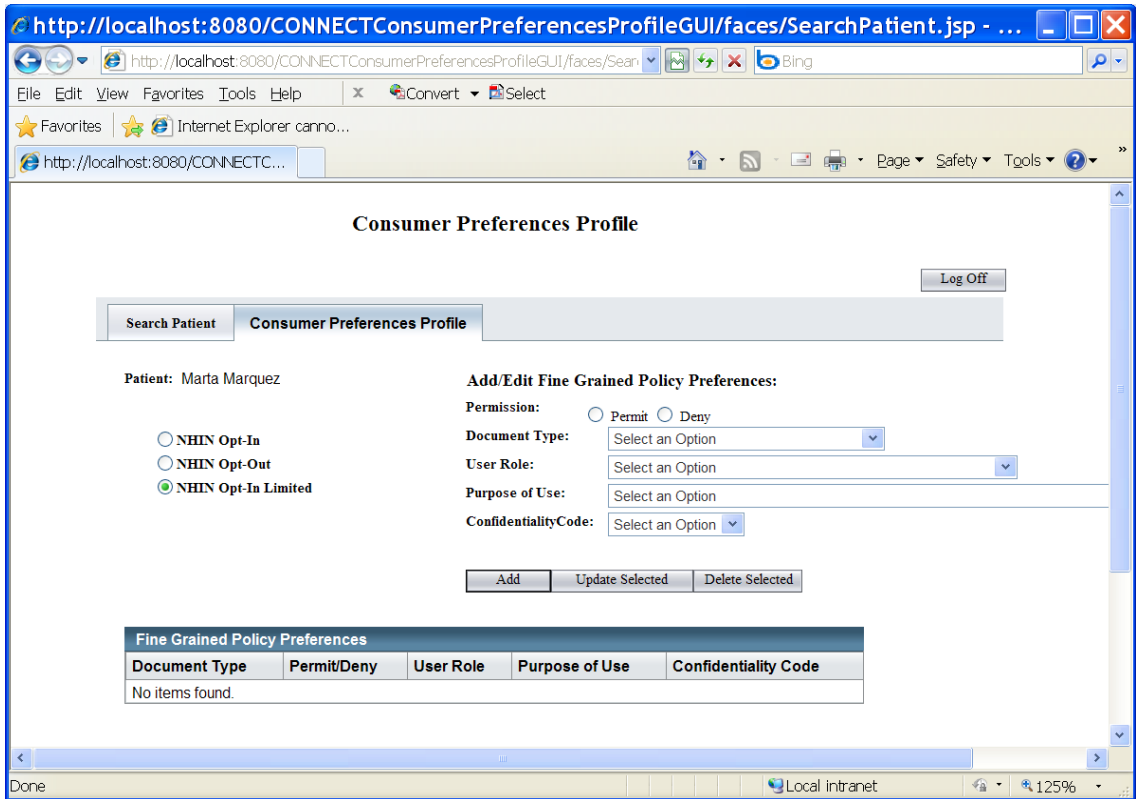 http://localhost:8080/CONNECTConsumerPreferencesProfileGUI/faces/SearchPatient.jsp - ...
http://localhost:8080/CONNECTConsumerPreferencesProfileGUI/faces/Sear
Bing
File Edit View Favorites Tools Help x Convert Select
Favorites Internet Explorer canno...
http://localhost:8080/CONNECTC... Page Safety Tools »
Consumer Preferences Profile
Log Off
Search Patient Consumer Preferences Profile
Patient: Marta Marquez
NHIN Opt-In
NHIN Opt-Out
NHIN Opt-In Limited
Add/Edit Fine Grained Policy Preferences:
Permission: Permit Deny
Document Type: Select an Option
User Role: Select an Option
Purpose of Use: Select an Option
ConfidentialityCode: Select an Option
Add Update Selected Delete Selected
Fine Grained Policy Preferences
Document Type Permit/Deny User Role Purpose of Use Confidentiality Code
No items found.
Done Local intranet 125%